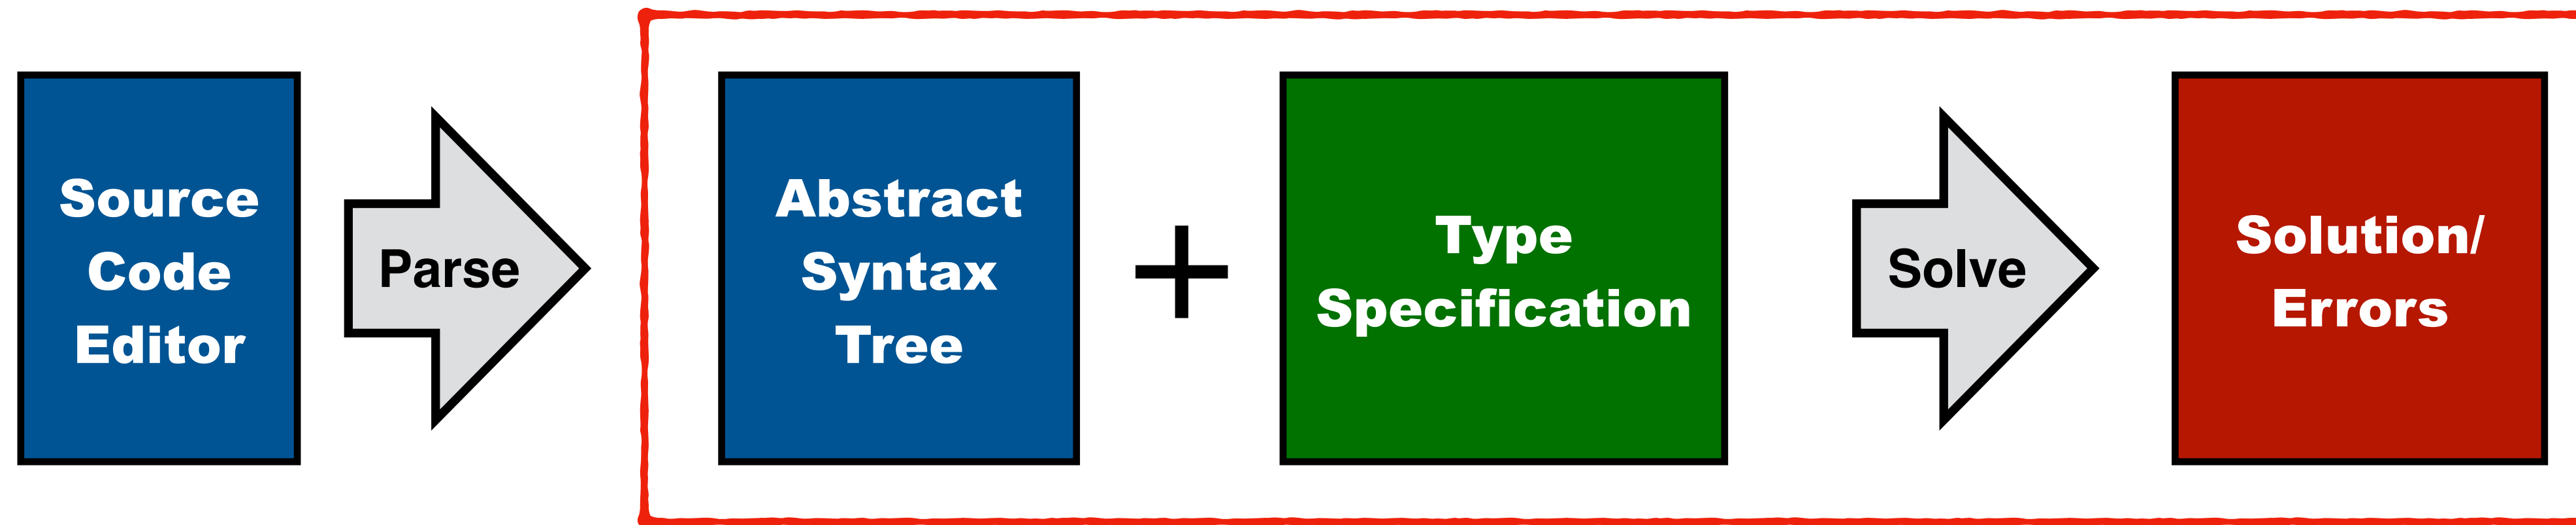 Source
Code
Editor
Parse
Abstract
Syntax
Tree
+
Type
Specification
Solve
Solution/
Errors